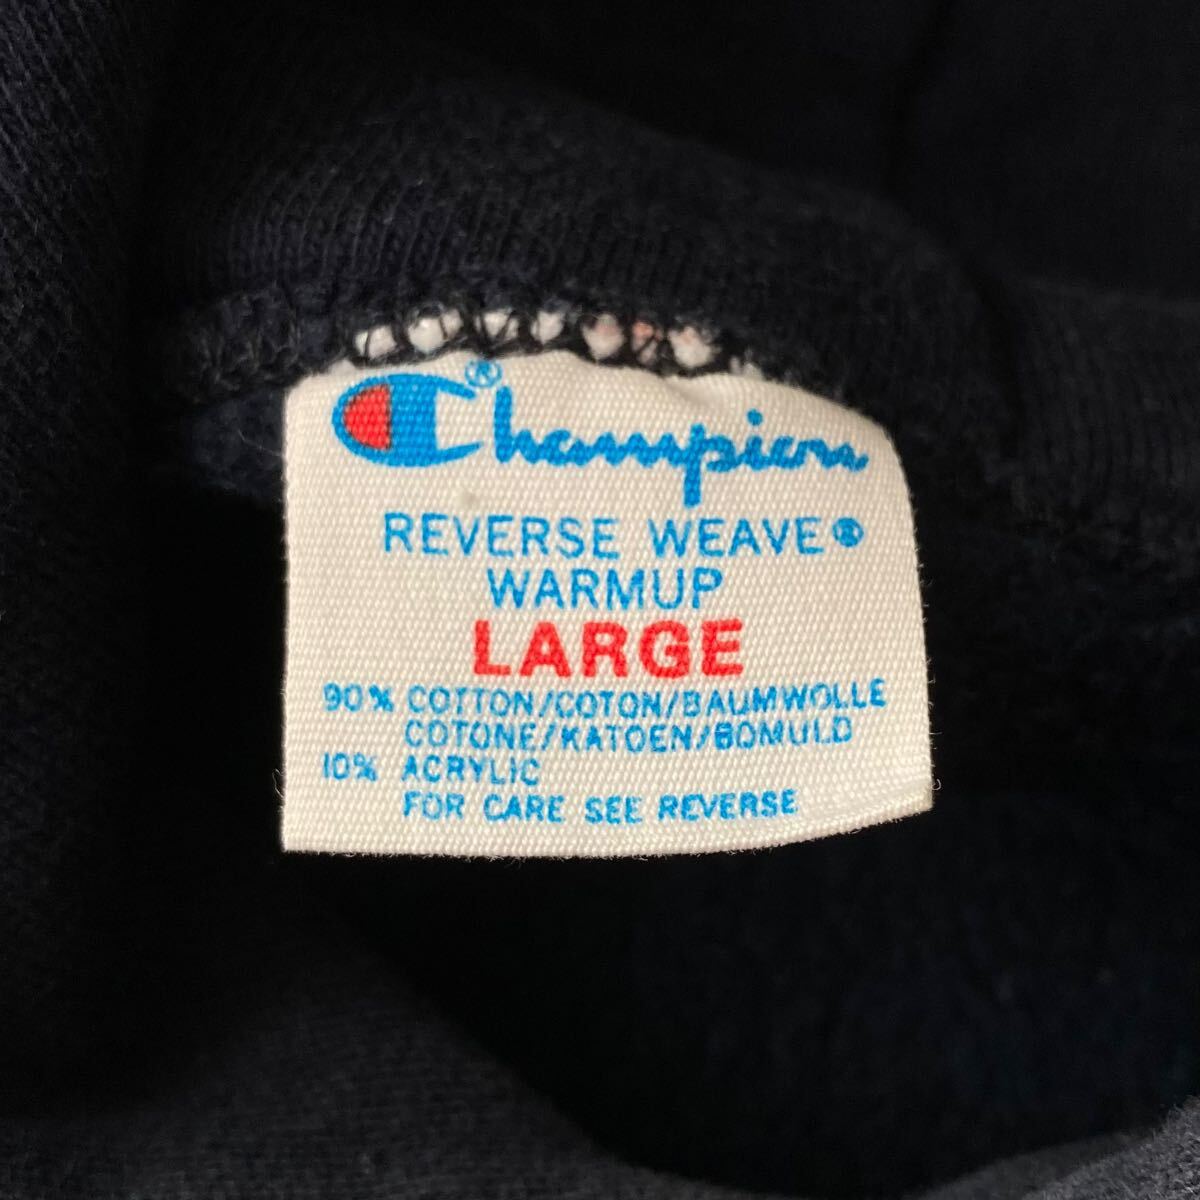 Champion®
REVERSE WEAVE®
WARMUP
LARGE
90% COTTON/COTON/BAUMWOLLE
COTONE/KATOEN/BOMULD
10% ACRYLIC
FOR CARE SEE REVERSE